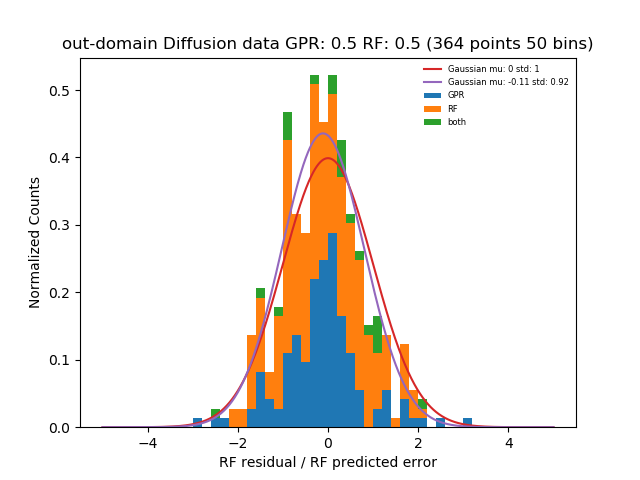 out-domain Diffusion data GPR: 0.5 RF: 0.5 (364 points 50 bins)
Gaussian mu: 0 std: 1
Gaussian mu: -0.11 std: 0.92
GPR
RF
both
Normalized Counts
0.5
0.4
0.3
0.2
0.1
0.0
−4 −2 0 2 4
RF residual / RF predicted error